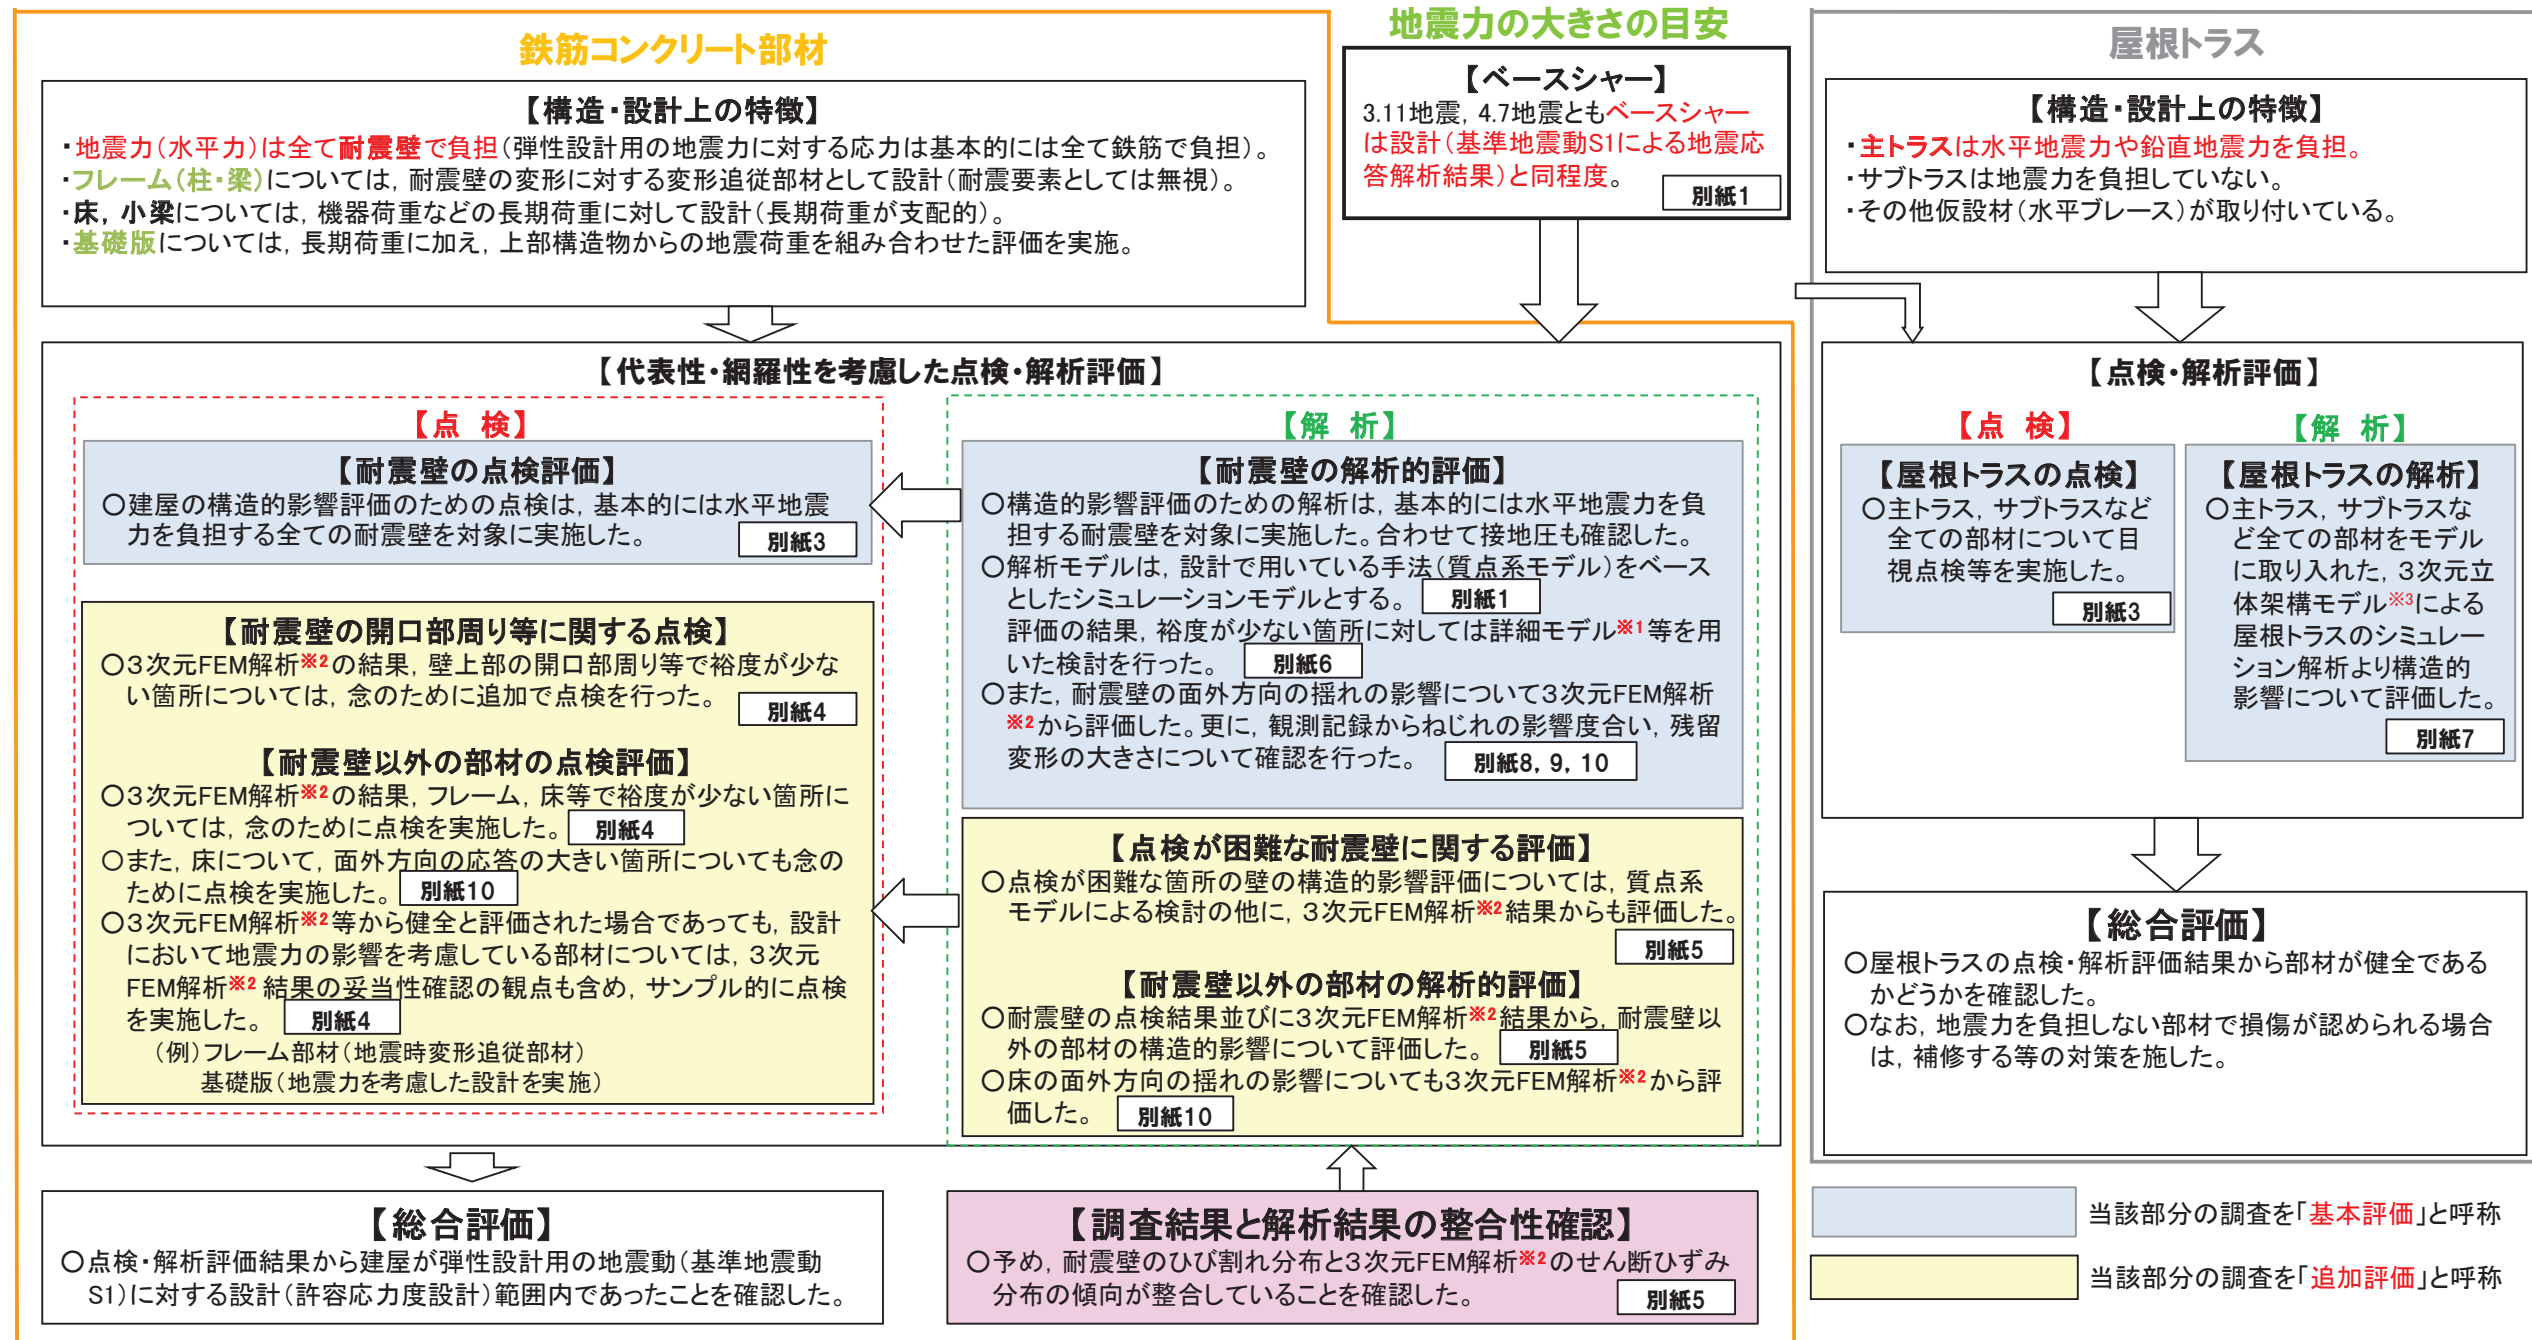 鉄筋コンクリート部材
【構造・設計上の特徴】
・地震力(水平力)は全て耐震壁で負担(弾性設計用の地震力に対する応力は基本的には全て鉄筋で負担)。
・フレーム(柱・梁)については, 耐震壁の変形に対する変形追従部材として設計(耐震要素としては無視)。
・床, 小梁については, 機器荷重などの長期荷重に対して設計(長期荷重が支配的)。
・基礎版については, 長期荷重に加え, 上部構造物からの地震荷重を組み合わせた評価を実施。
地震力の大きさの目安
【ベースシャー】
3.11地震, 4.7地震ともベースシャー
は設計(基準地震動S1による地震応
答解析結果)と同程度。
別紙1
屋根トラス
【構造・設計上の特徴】
・主トラスは水平地震力や鉛直地震力を負担。
・サブトラスは地震力を負担していない。
・その他仮設材(水平ブレース)が取り付いている。
【代表性・網羅性を考慮した点検・解析評価】
【点 検】
【耐震壁の点検評価】
○建屋の構造的影響評価のための点検は, 基本的には水平地震
力を負担する全ての耐震壁を対象に実施した。
別紙3
【耐震壁の開口部周り等に関する点検】
○3次元FEM解析※2の結果, 壁上部の開口部周り等で裕度が少な
い箇所については, 念のために追加で点検を行った。
別紙4
【耐震壁以外の部材の点検評価】
○3次元FEM解析※2の結果, フレーム, 床等で裕度が少ない箇所に
ついては, 念のために点検を実施した。 別紙4
○また, 床について, 面外方向の応答の大きい箇所についても念の
ために点検を実施した。 別紙10
○3次元FEM解析※2等から健全と評価された場合であっても, 設計
において地震力の影響を考慮している部材については, 3次元
FEM解析※2 結果の妥当性確認の観点も含め, サンプル的に点検
を実施した。 別紙4
(例)フレーム部材(地震時変形追従部材)
基礎版(地震力を考慮した設計を実施)
【解 析】
【耐震壁の解析的評価】
○構造的影響評価のための解析は, 基本的には水平地震力を負
担する耐震壁を対象に実施した。合わせて接地圧も確認した。
○解析モデルは, 設計で用いている手法(質点系モデル)をベース
としたシミュレーションモデルとする。 別紙1
評価の結果, 裕度が少ない箇所に対しては詳細モデル※1等を用
いた検討を行った。 別紙6
○また, 耐震壁の面外方向の揺れの影響について3次元FEM解析
※2から評価した。更に, 観測記録からねじれの影響度合い, 残留
変形の大きさについて確認を行った。 別紙8, 9, 10
【点検が困難な耐震壁に関する評価】
○点検が困難な箇所の壁の構造的影響評価については, 質点系
モデルによる検討の他に, 3次元FEM解析※2結果からも評価した。
別紙5
【耐震壁以外の部材の解析的評価】
○耐震壁の点検結果並びに3次元FEM解析※2結果から, 耐震壁以
外の部材の構造的影響について評価した。 別紙5
○床の面外方向の揺れの影響についても3次元FEM解析※2から評
価した。 別紙10
【点検・解析評価】
【点 検】
【屋根トラスの点検】
○主トラス, サブトラスなど
全ての部材について目
視点検等を実施した。
別紙3
【解 析】
【屋根トラスの解析】
○主トラス, サブトラスな
ど全ての部材をモデル
に取り入れた, 3次元立
体架構モデル※3による
屋根トラスのシミュレー
ション解析より構造的
影響について評価した。
別紙7
【総合評価】
○屋根トラスの点検・解析評価結果から部材が健全である
かどうかを確認した。
○なお, 地震力を負担しない部材で損傷が認められる場合
は, 補修する等の対策を施した。
【総合評価】
○点検・解析評価結果から建屋が弾性設計用の地震動(基準地震動
S1)に対する設計(許容応力度設計)範囲内であったことを確認した。
【調査結果と解析結果の整合性確認】
○予め, 耐震壁のひび割れ分布と3次元FEM解析※2のせん断ひずみ
分布の傾向が整合していることを確認した。
別紙5
当該部分の調査を「基本評価」と呼称
当該部分の調査を「追加評価」と呼称